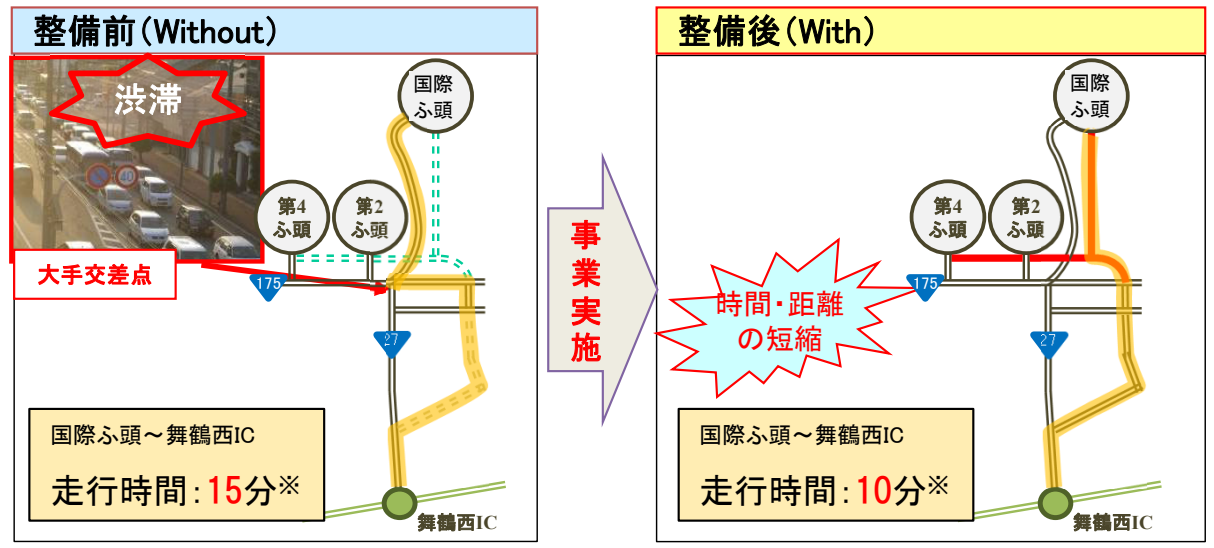 整備前(Without)
渋滞
40
国際
ふ頭
第4
ふ頭
第2
ふ頭
大手交差点
175
27
国際ふ頭～舞鶴西IC
走行時間:15分※
舞鶴西IC
事業実施
整備後(With)
国際
ふ頭
第4
ふ頭
第2
ふ頭
175
時間・距離
の短縮
27
国際ふ頭～舞鶴西IC
走行時間:10分※
舞鶴西IC